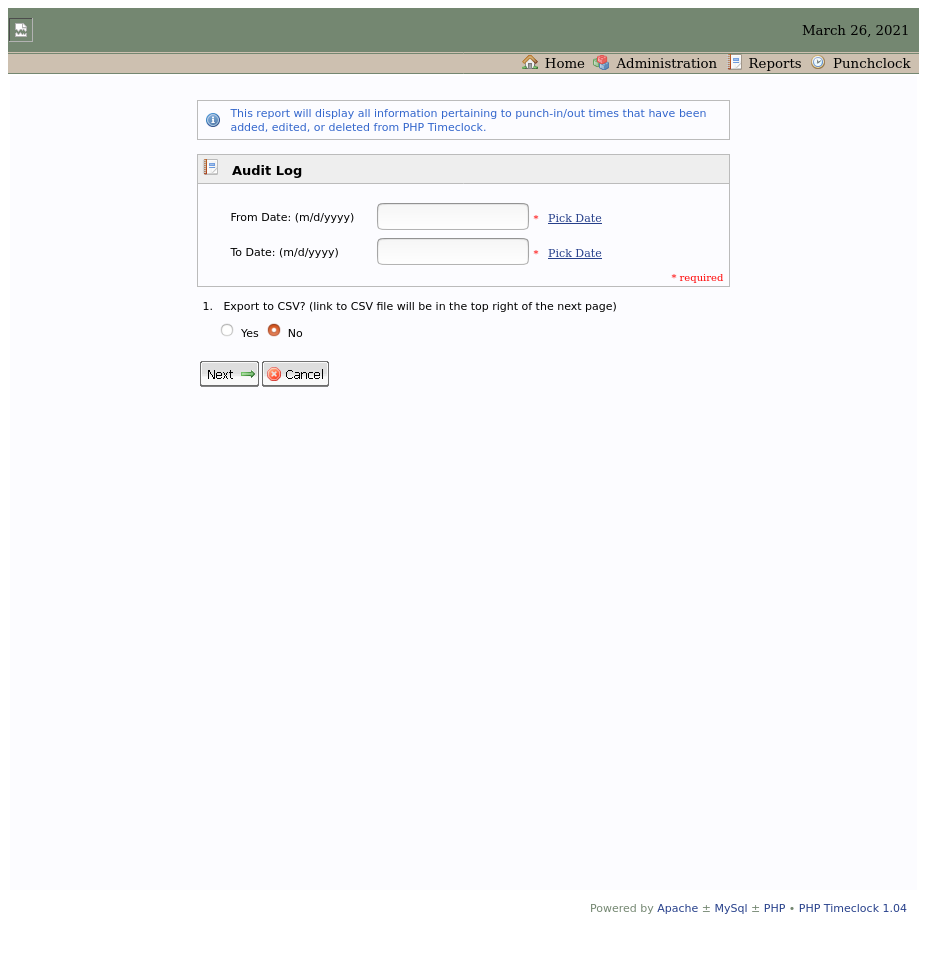 March 26, 2021
Home Administration Reports Punchclock
This report will display all information pertaining to punch-in/out times that have been
added, edited, or deleted from PHP Timeclock.
Audit Log
From Date: (m/d/yyyy) * Pick Date
To Date: (m/d/yyyy) * Pick Date
* required
1. Export to CSV? (link to CSV file will be in the top right of the next page)
Yes No
Next Cancel
Powered by Apache ± MySql ± PHP • PHP Timeclock 1.04